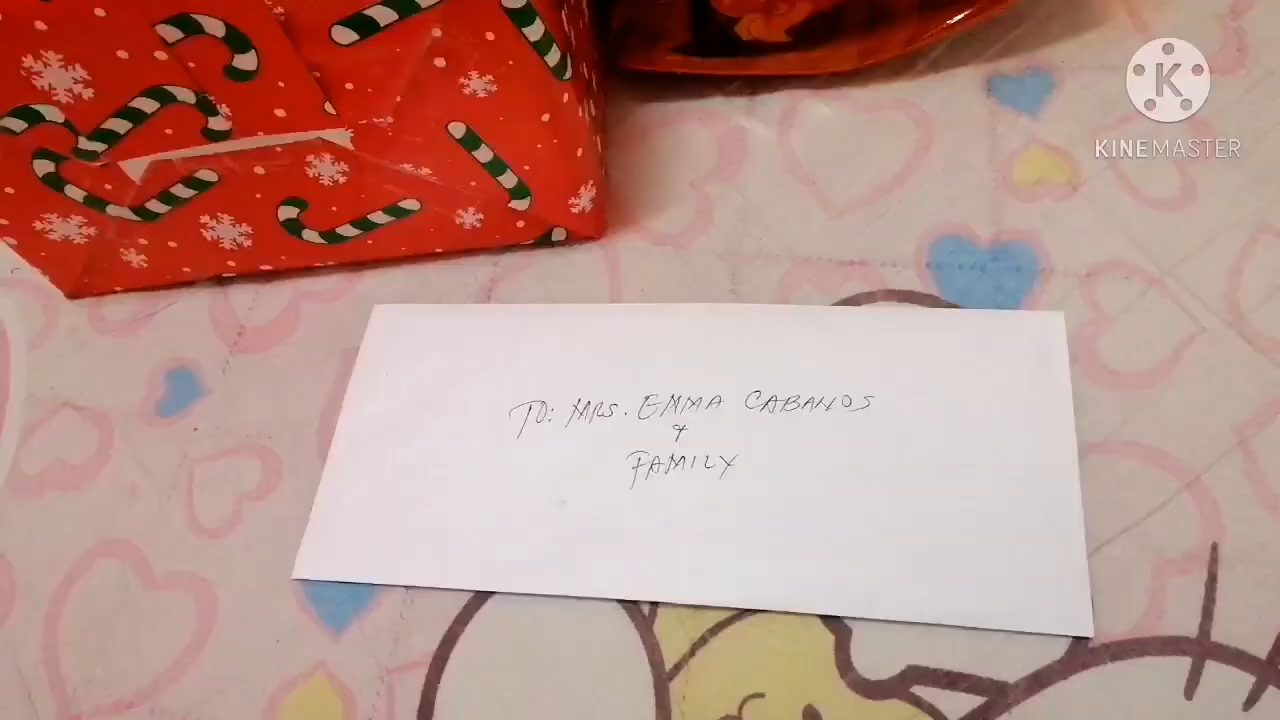 K
KINEMASTER
TO: MRS. EMMA CABANOS
&
FAMILY